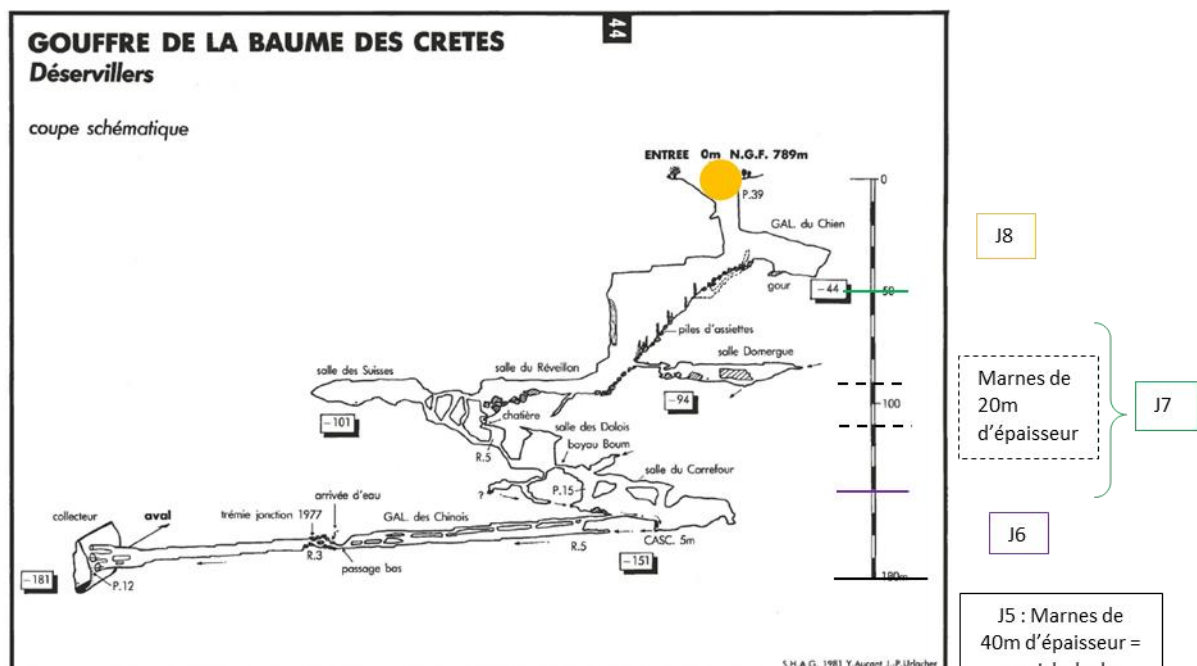 44
GOUFFRE DE LA BAUME DES CRETES
Déservillers
coupe schématique
ENTREE 0m N.G.F. 789m
0
P.39
GAL. du Chien
J8
gour
-44
50
piles d'assiettes
salle Domergue
salle des Suisses
salle du Réveillon
Marnes de
20m
d'épaisseur
J7
-94
100
chatière
-101
salle des Dolois
boyau Boum
R.5
salle du Carrefour
P.15
?
arrivée d'eau
collecteur
aval
trémie jonction 1977
GAL. des Chinois
J6
CASC. 5m
R.3
R.5
-151
passage bas
-181
P.12
180m
J5 : Marnes de
40m d'épaisseur =
S.H.A.G. 1981 Y.Aucant J.-P.Urlacher